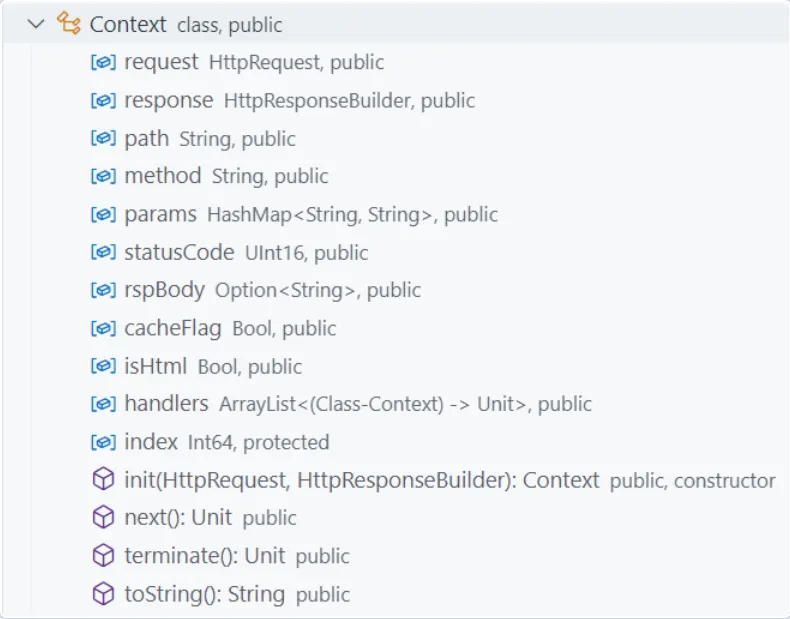 Context class, public
request HttpRequest, public
response HttpResponseBuilder, public
path String, public
method String, public
params HashMap<String, String>, public
statusCode UInt16, public
rspBody Option<String>, public
cacheFlag Bool, public
isHtml Bool, public
handlers ArrayList<(Class-Context) -> Unit>, public
index Int64, protected
init(HttpRequest, HttpResponseBuilder): Context public, constructor
next(): Unit public
terminate(): Unit public
toString(): String public